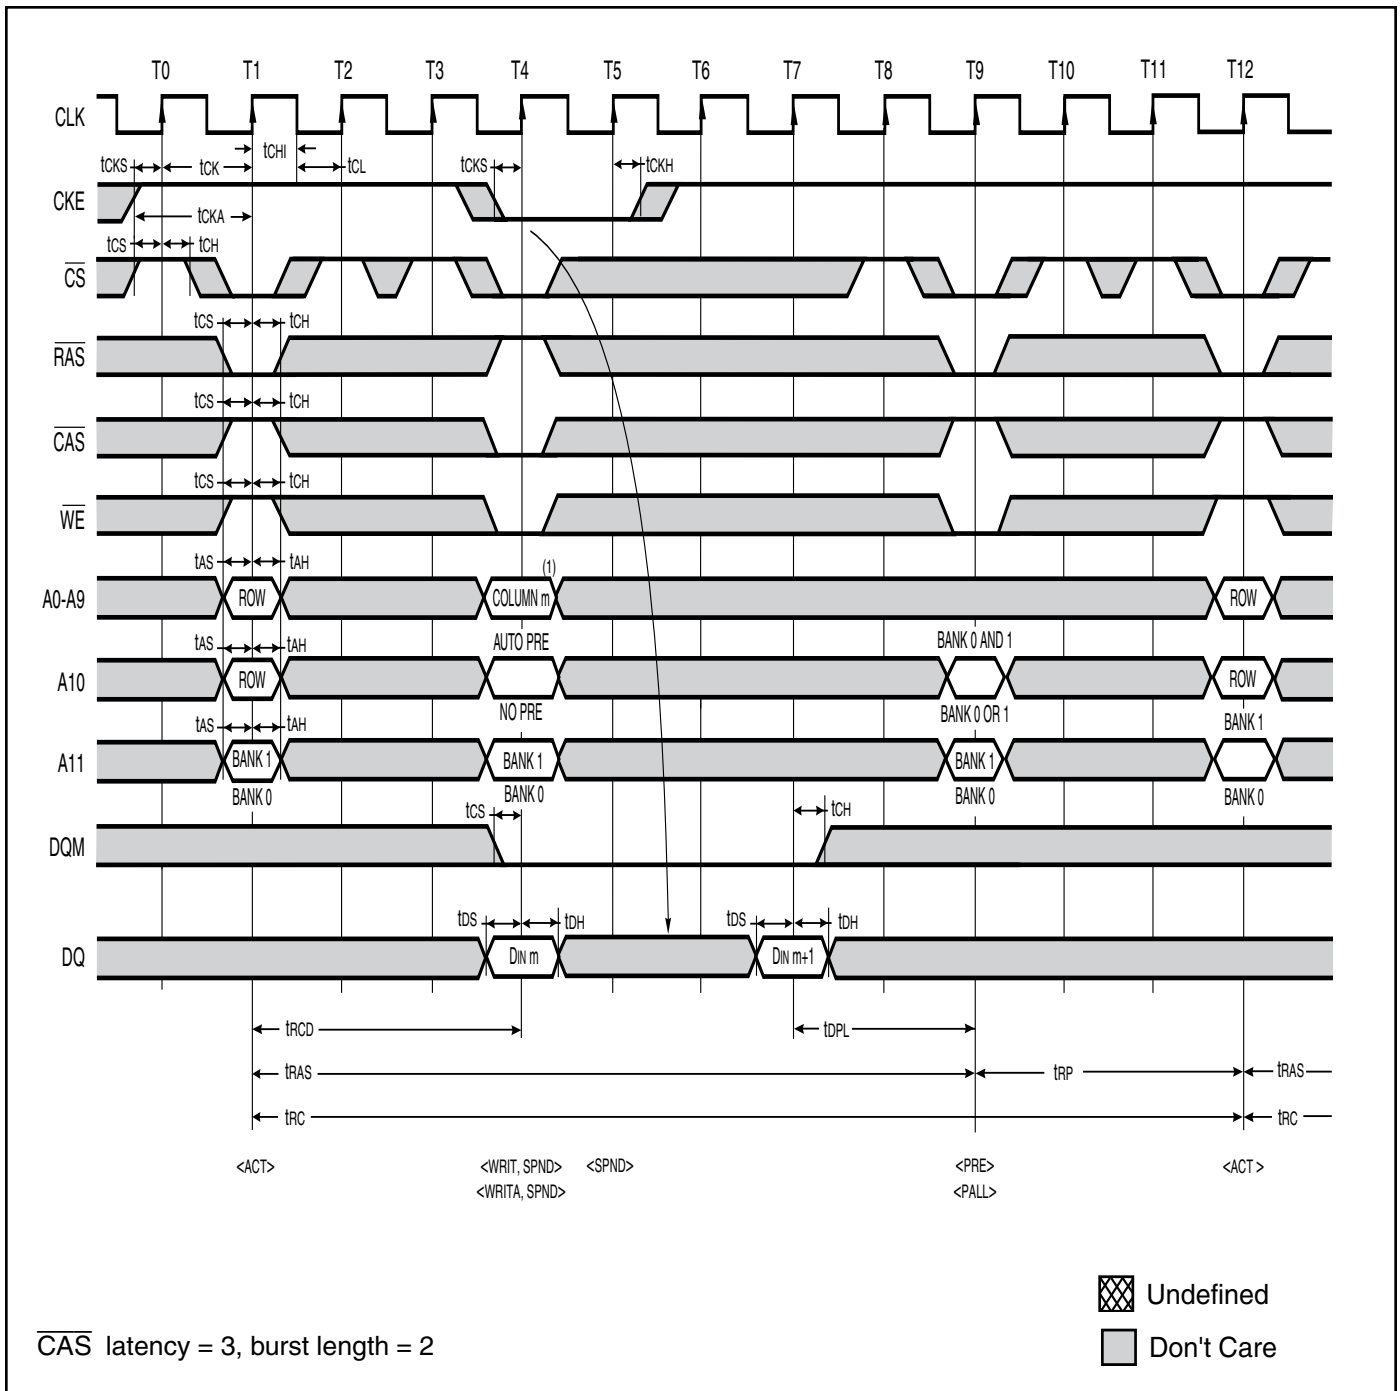 T0 T1 T2 T3 T4 T5 T6 T7 T8 T9 T10 T11 T12
CLK
tCHI
tCKS tCK tCL tCKS tCKH
CKE
tCKA
tCS tCH
CS
tCS tCH
RAS
tCS tCH
CAS
tCS tCH
WE
tAS tAH (1)
A0-A9 ROW COLUMN m ROW
tAS tAH AUTO PRE BANK 0 AND 1
A10 ROW ROW
NO PRE BANK 0 OR 1 BANK 1
tAS tAH
A11 BANK 1 BANK 1 BANK 1
BANK 0 BANK 0 BANK 0 BANK 0
tCS tCH
DQM
tDS tDH tDS tDH
DQ DIN m DIN m+1
tRCD tDPL
tRAS tRP tRAS
tRC tRC
<ACT> <WRIT, SPND> <SPND> <PRE> <ACT >
<WRITA, SPND> <PALL>
Undefined
CAS latency = 3, burst length = 2 Don't Care